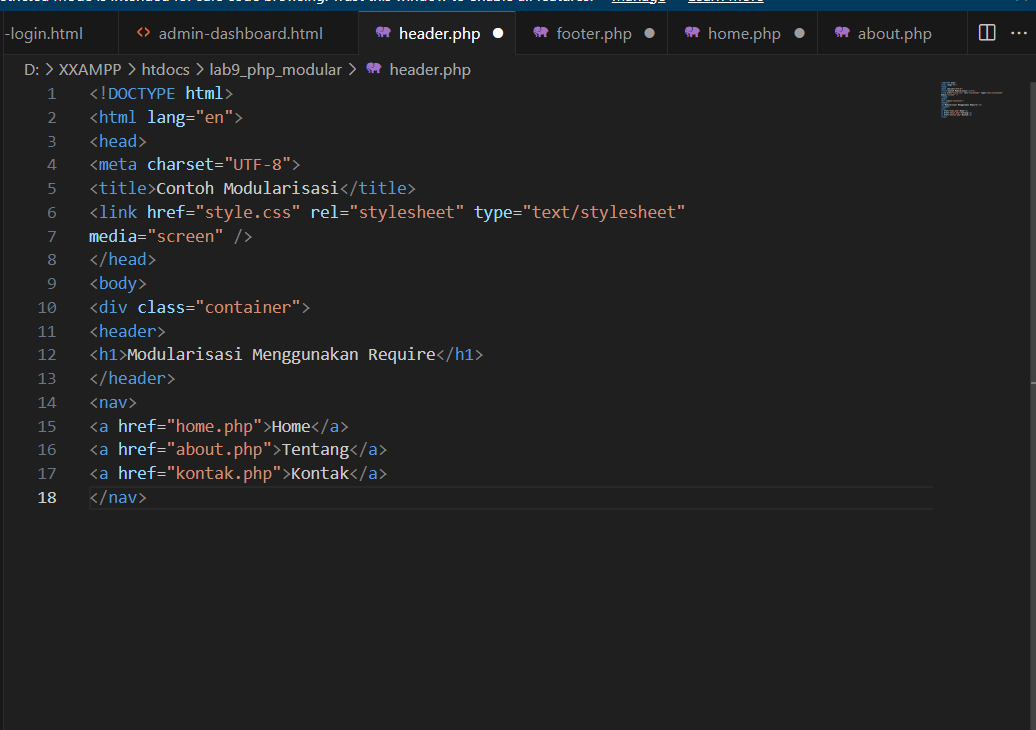 -login.html admin-dashboard.html header.php footer.php home.php about.php
D: > XXAMPP > htdocs > lab9_php_modular > header.php
1 <!DOCTYPE html>
2 <html lang="en">
3 <head>
4 <meta charset="UTF-8">
5 <title>Contoh Modularisasi</title>
6 <link href="style.css" rel="stylesheet" type="text/stylesheet"
7 media="screen" />
8 </head>
9 <body>
10 <div class="container">
11 <header>
12 <h1>Modularisasi Menggunakan Require</h1>
13 </header>
14 <nav>
15 <a href="home.php">Home</a>
16 <a href="about.php">Tentang</a>
17 <a href="kontak.php">Kontak</a>
18 </nav>